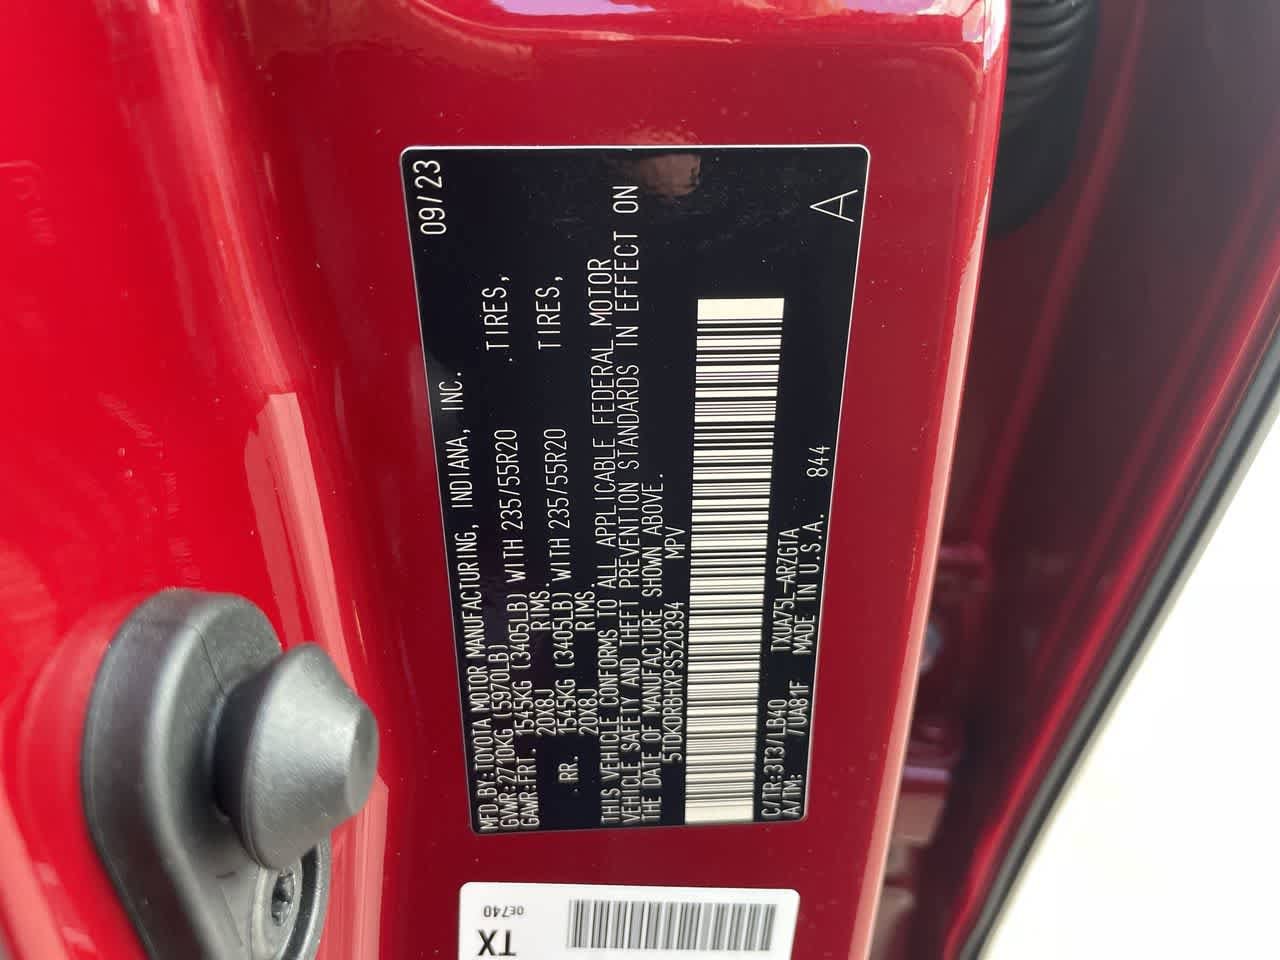 MFD.BY:TOYOTA MOTOR MANUFACTURING, INDIANA, INC. 09/23
GVWR:2710KG (5970LB)
GAWR:FRT. 1545KG (3405LB) WITH 235/55R20 .TIRES,
20X8J RIMS.
.RR. 1545KG (3405LB) WITH 235/55R20 TIRES,
20X8J RIMS.
THIS VEHICLE CONFORMS TO ALL APPLICABLE FEDERAL MOTOR
VEHICLE SAFETY AND THEFT PREVENTION STANDARDS IN EFFECT ON
THE DATE OF MANUFACTURE SHOWN ABOVE.
5TDKDRBHXPS520394 MPV
C/TR:3T3/LB40 TXUA75L-ARZGTA
A/TM: /UA81F MADE IN U.S.A. 844
A
TX
0E740